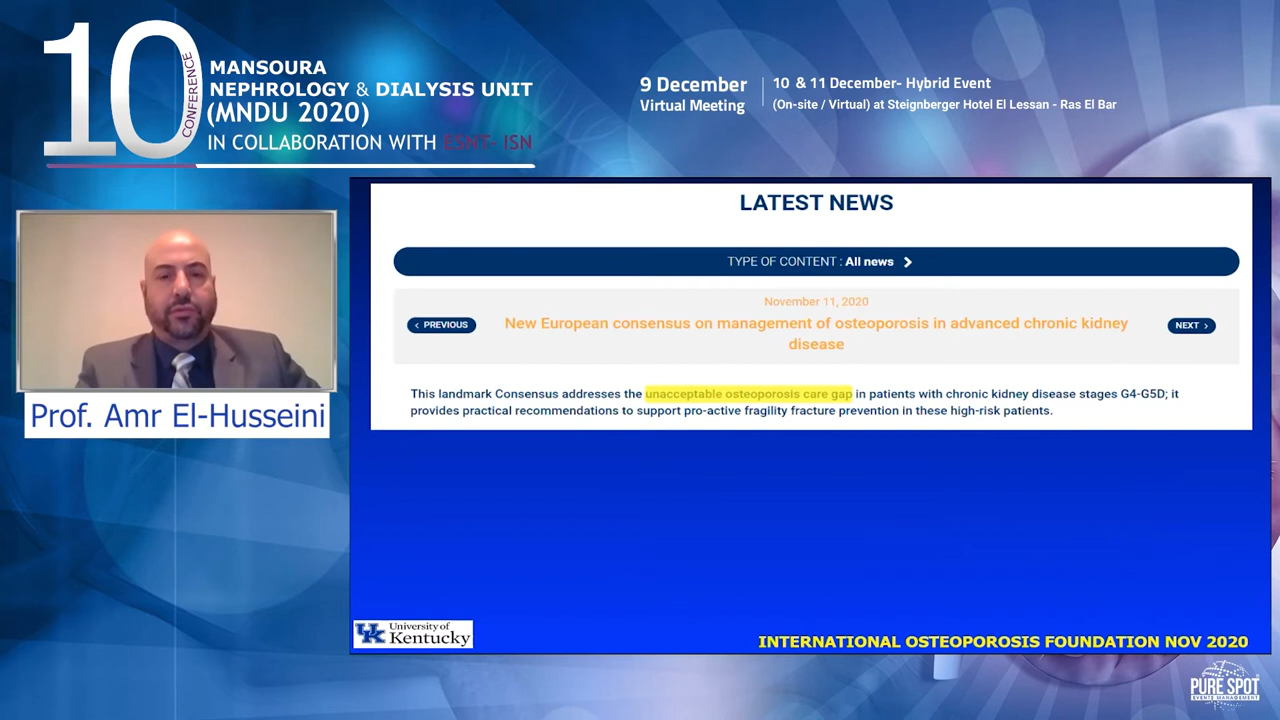 10
CONFERENCE
MANSOURA
NEPHROLOGY & DIALYSIS UNIT
(MNDU 2020)
IN COLLABORATION WITH ESNT- ISN
9 December
Virtual Meeting
10 & 11 December- Hybrid Event
(On-site / Virtual) at Steignberger Hotel El Lessan - Ras El Bar
Prof. Amr El-Husseini
LATEST NEWS
TYPE OF CONTENT : All news
November 11, 2020
PREVIOUS
New European consensus on management of osteoporosis in advanced chronic kidney
disease
NEXT
This landmark Consensus addresses the unacceptable osteoporosis care gap in patients with chronic kidney disease stages G4-G5D; it
provides practical recommendations to support pro-active fragility fracture prevention in these high-risk patients.
UK
University of
Kentucky
INTERNATIONAL OSTEOPOROSIS FOUNDATION NOV 2020
PURE SPOT
EVENTS MANAGEMENT